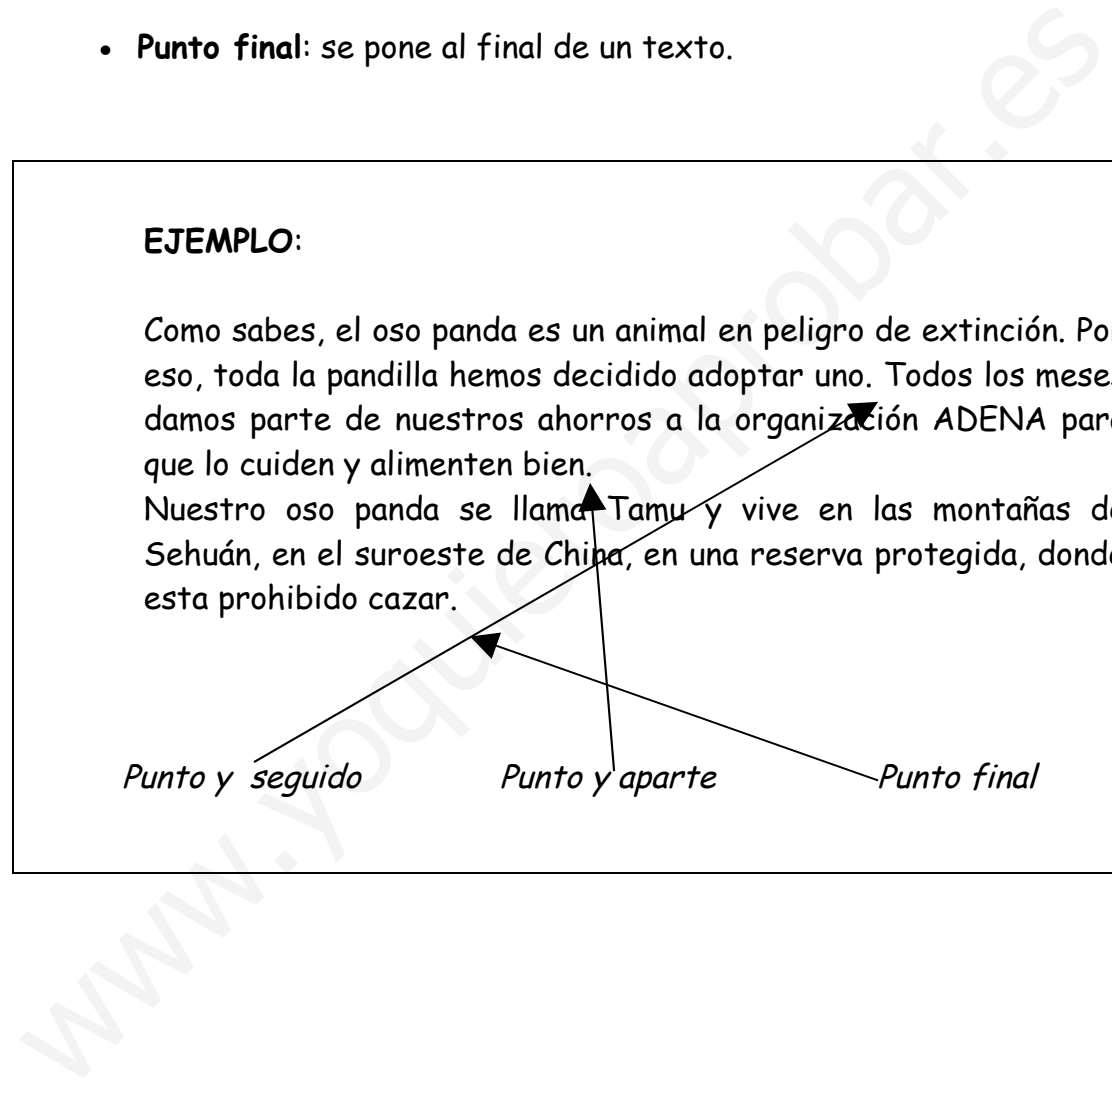 • Punto final: se pone al final de un texto.
EJEMPLO:
Como sabes, el oso panda es un animal en peligro de extinción. Por
eso, toda la pandilla hemos decidido adoptar uno. Todos los meses
damos parte de nuestros ahorros a la organización ADENA para
que lo cuiden y alimenten bien.
Nuestro oso panda se llama Tamu y vive en las montañas de
Sehuán, en el suroeste de China, en una reserva protegida, donde
esta prohibido cazar.
Punto y seguido Punto y aparte Punto final
www.yoquieroaprobar.es